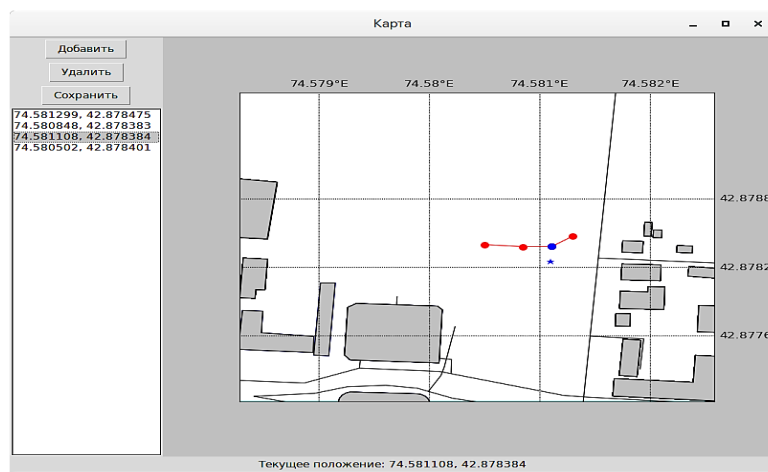 Карта
Добавить
Удалить
Сохранить
74.581299, 42.878475
74.580848, 42.878383
74.581108, 42.878384
74.580502, 42.878401
74.579°E 74.58°E 74.581°E 74.582°E
42.8788
42.8782
42.8776
Текущее положение: 74.581108, 42.878384